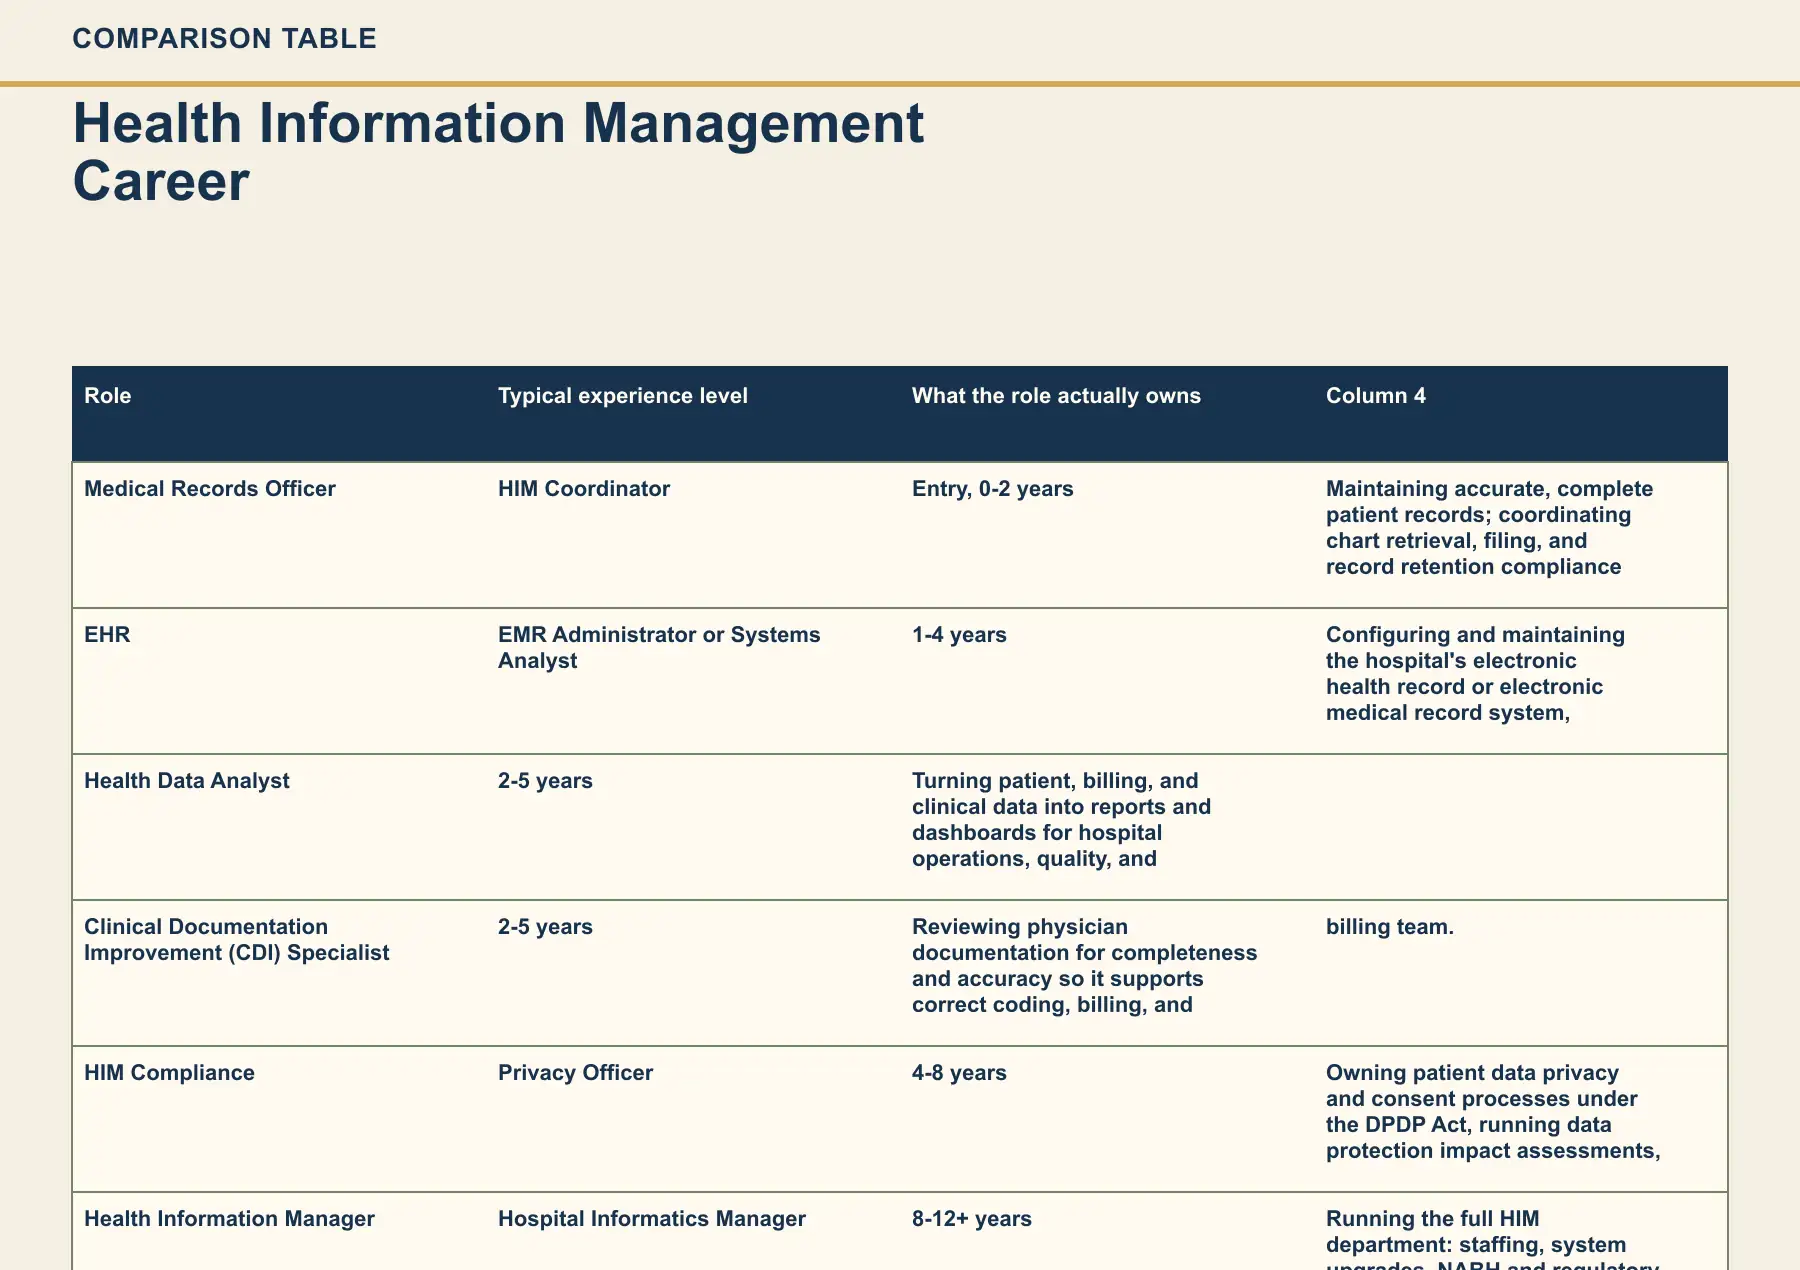 COMPARISON TABLE
Health Information Management
Career
Role
Typical experience level
What the role actually owns
Column 4
Medical Records Officer
HIM Coordinator
Entry, 0-2 years
Maintaining accurate, complete
patient records; coordinating
chart retrieval, filing, and
record retention compliance
EHR
EMR Administrator or Systems
Analyst
1-4 years
Configuring and maintaining
the hospital's electronic
health record or electronic
medical record system,
Health Data Analyst
2-5 years
Turning patient, billing, and
clinical data into reports and
dashboards for hospital
operations, quality, and
Clinical Documentation
Improvement (CDI) Specialist
2-5 years
Reviewing physician
documentation for completeness
and accuracy so it supports
correct coding, billing, and
billing team.
HIM Compliance
Privacy Officer
4-8 years
Owning patient data privacy
and consent processes under
the DPDP Act, running data
protection impact assessments,
Health Information Manager
Hospital Informatics Manager
8-12+ years
Running the full HIM
department: staffing, system
upgrades, NABH and regulatory